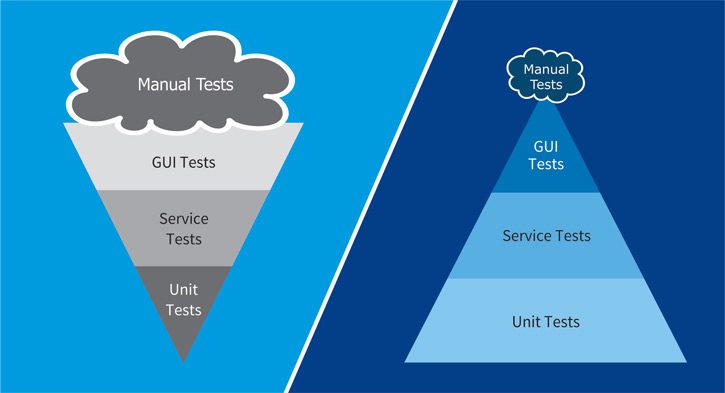 Manual Tests
GUI Tests
Service
Tests
Unit
Tests
Manual
Tests
GUI
Tests
Service Tests
Unit Tests